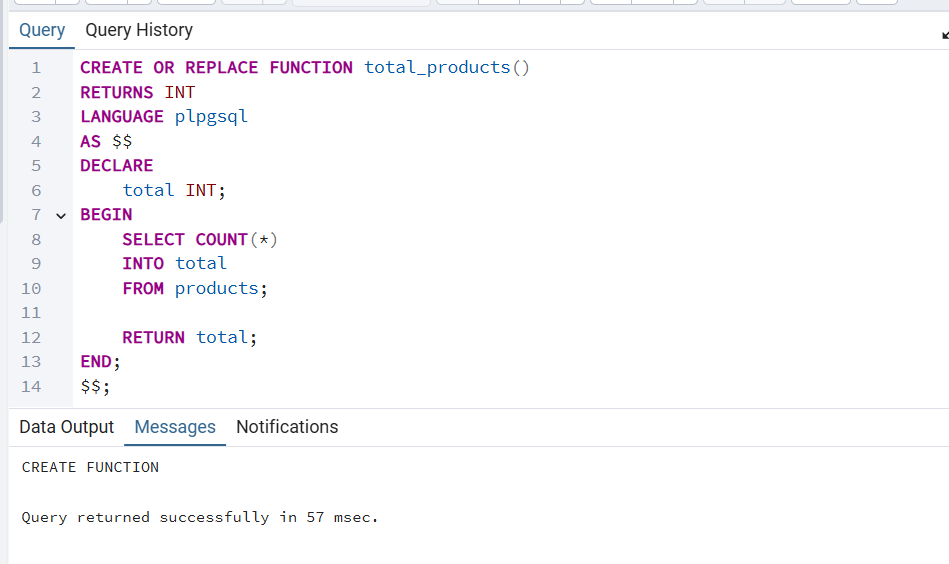 Query Query History
1 CREATE OR REPLACE FUNCTION total_products()
2 RETURNS INT
3 LANGUAGE plpgsql
4 AS $$
5 DECLARE
6 total INT;
7 BEGIN
8 SELECT COUNT(*)
9 INTO total
10 FROM products;
11
12 RETURN total;
13 END;
14 $$;
Data Output Messages Notifications
CREATE FUNCTION
Query returned successfully in 57 msec.